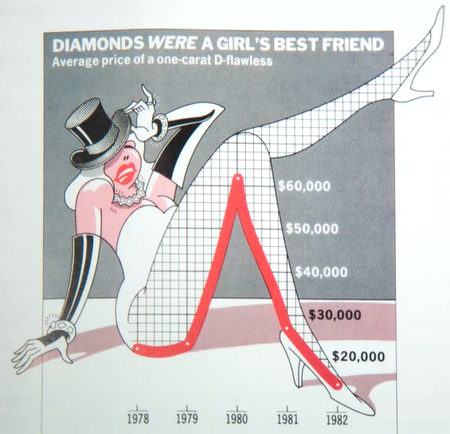 DIAMONDS WERE A GIRL'S BEST FRIEND
Average price of a one-carat D-flawless
$60,000
$50,000
$40,000
$30,000
$20,000
1978 1979 1980 1981 1982